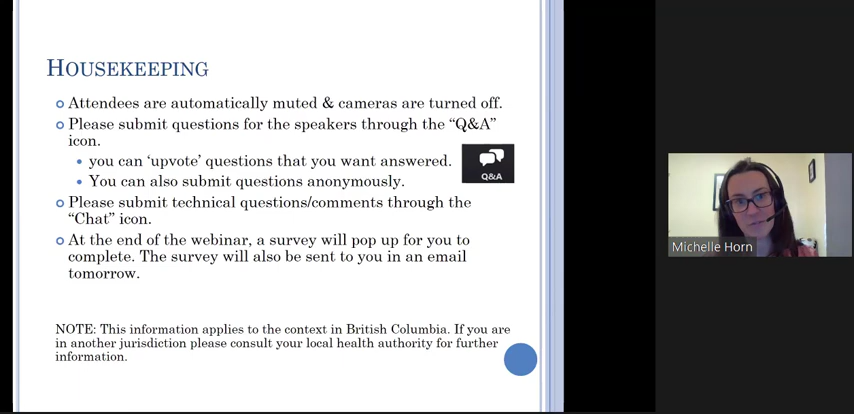 HOUSEKEEPING
Attendees are automatically muted & cameras are turned off.
Please submit questions for the speakers through the “Q&A”
icon.
you can ‘upvote’ questions that you want answered.
You can also submit questions anonymously.
Q&A
Please submit technical questions/comments through the
“Chat” icon.
At the end of the webinar, a survey will pop up for you to
complete. The survey will also be sent to you in an email
tomorrow.
NOTE: This information applies to the context in British Columbia. If you are
in another jurisdiction please consult your local health authority for further
information.
Michelle Horn